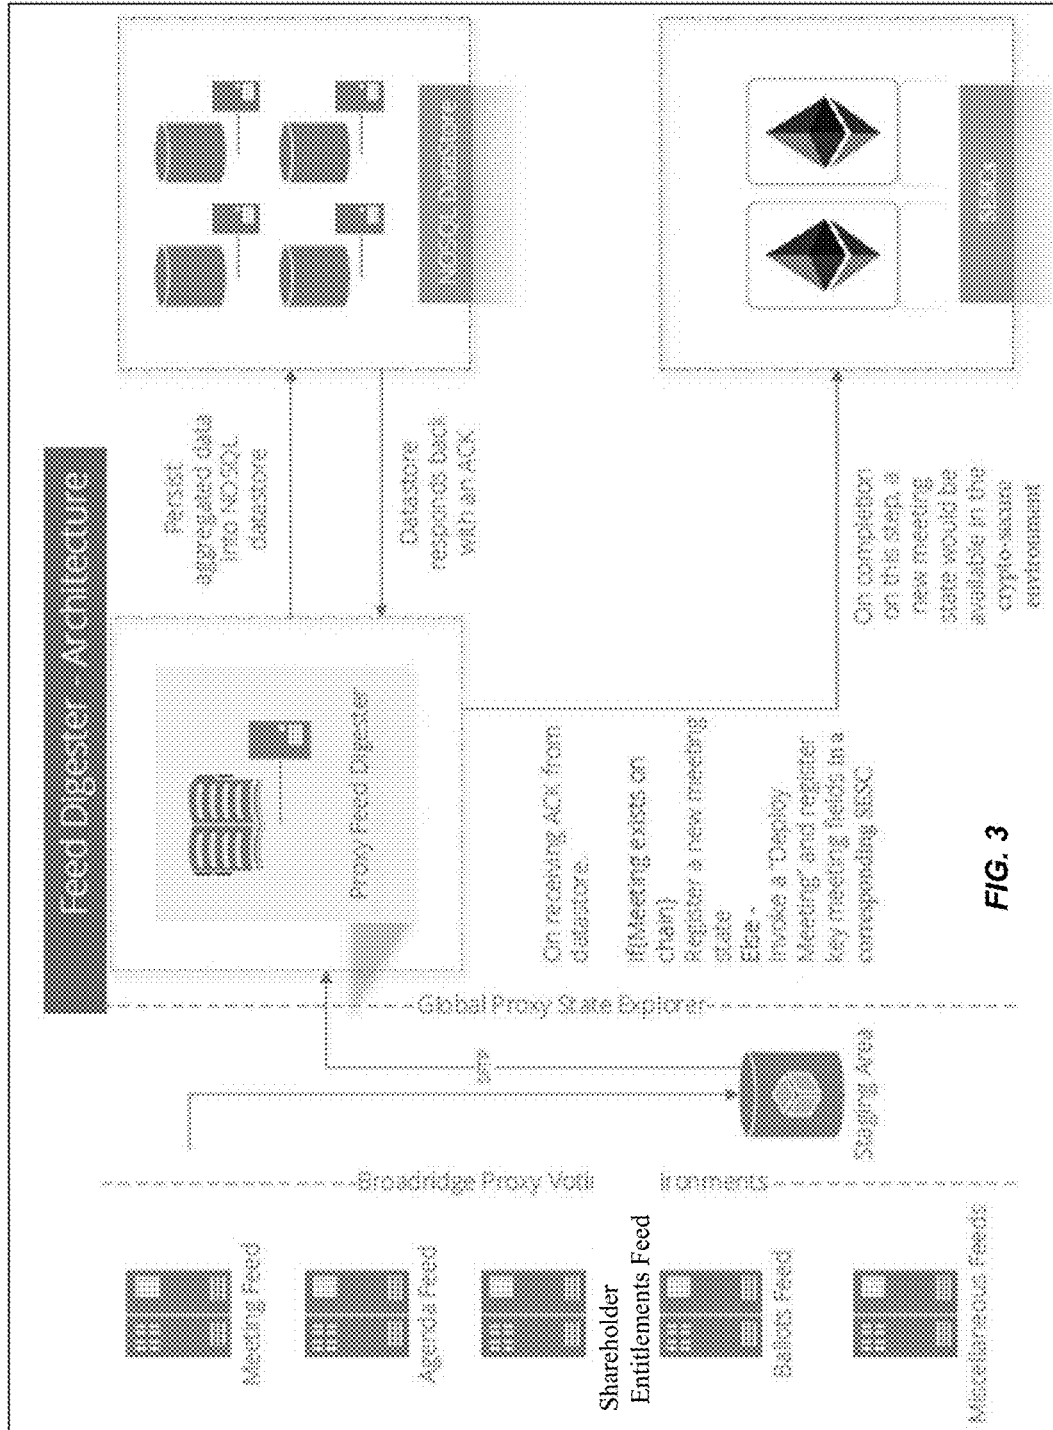 Feed Digester - Architecture
Meeting Feed
Agenda Feed
Shareholder
Entitlements Feed
Ballots Feed
Miscellaneous Feeds
Broadridge Proxy Voti
ironments
SFTP
Staging Area
Global Proxy State Explorer
Proxy Feed Digester
Persist
aggregated data
into NO/SQL
datastore
Datastore
responds back
with an ACK
On receiving ACK from
datastore.
If(Meeting exists on
chain)
Register a new meeting
state
Else -
Invoke a 'Deploy
Meeting' and register
key meeting fields in a
corresponding SESC
On completion
on this step, a
new meeting
state would be
available in the
crypto-secure
environment
FIG. 3